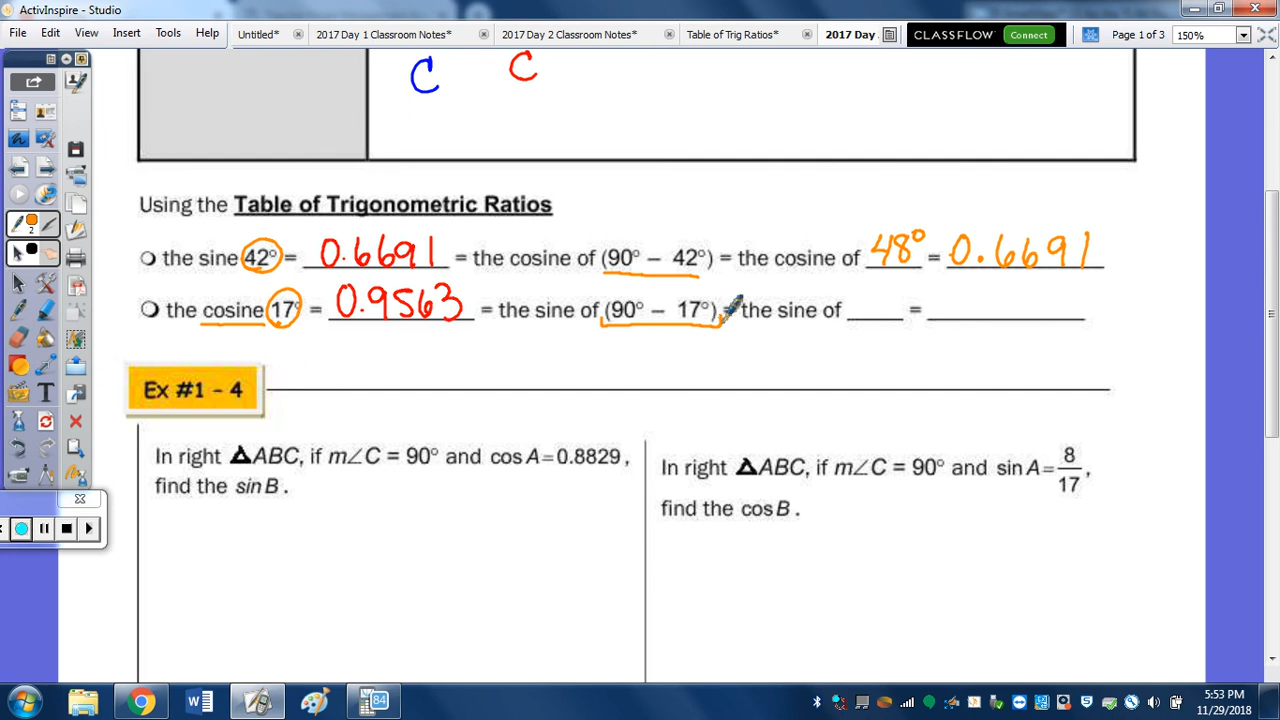 ActivInspire - Studio
File Edit View Insert Tools Help Untitled* 2017 Day 1 Classroom Notes* 2017 Day 2 Classroom Notes* Table of Trig Ratios* 2017 Day CLASSFLOW Connect Page 1 of 3 150%
C C
Using the Table of Trigonometric Ratios
the sine 42° = 0.6691 = the cosine of (90° − 42°) = the cosine of 48° = 0.6691
the cosine 17° = 0.9563 = the sine of (90° − 17°) = the sine of ____ = ________
Ex #1 – 4
In right △ABC, if m∠C = 90° and cos A = 0.8829,
find the sin B.
In right △ABC, if m∠C = 90° and sin A = 8/17,
find the cos B.
2
T
84
5:53 PM
11/29/2018